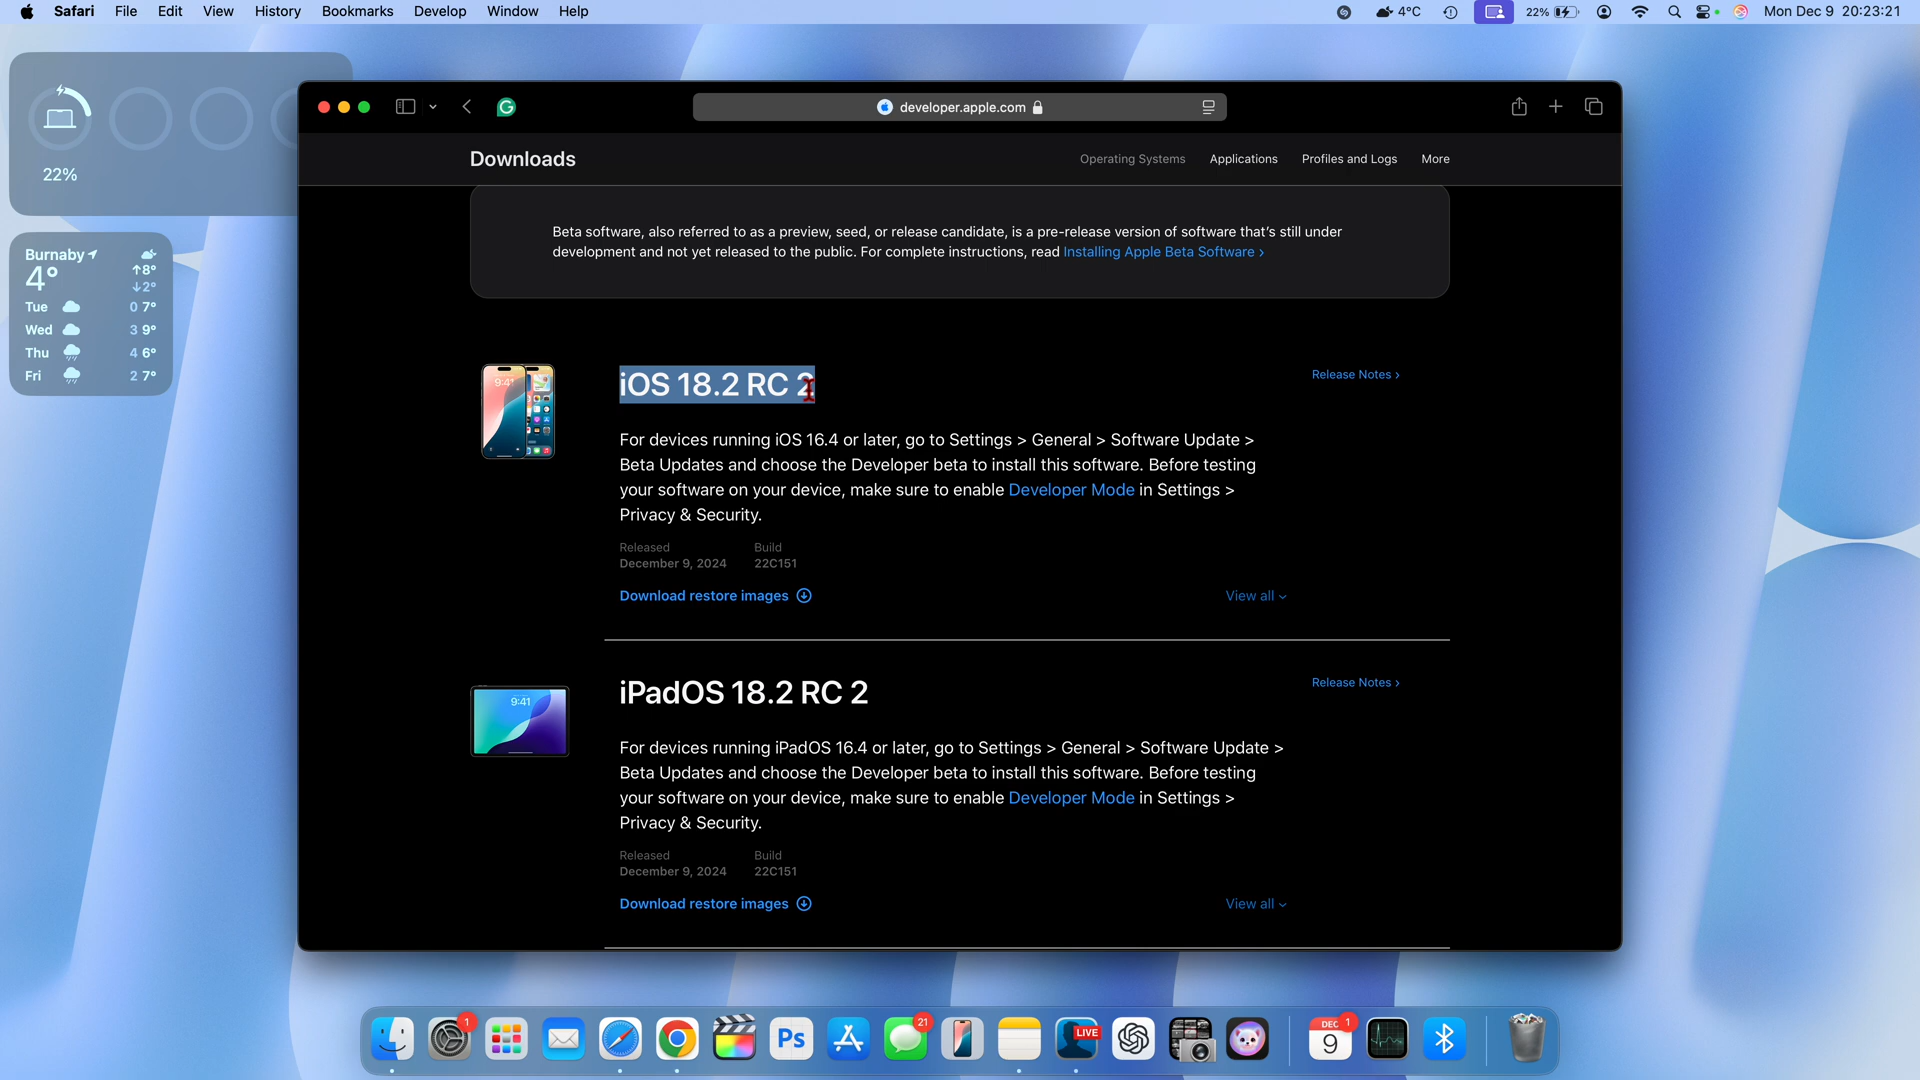 Safari File Edit View History Bookmarks Develop Window Help
4°C 22% Mon Dec 9 20:23:21
22%
Burnaby
4° ↑8°
↓2°
Tue 0 7°
Wed 3 9°
Thu 4 6°
Fri 2 7°
developer.apple.com
Downloads
Operating Systems Applications Profiles and Logs More
Beta software, also referred to as a preview, seed, or release candidate, is a pre-release version of software that's still under
development and not yet released to the public. For complete instructions, read Installing Apple Beta Software >
9:41
iOS 18.2 RC 2
Release Notes >
For devices running iOS 16.4 or later, go to Settings > General > Software Update >
Beta Updates and choose the Developer beta to install this software. Before testing
your software on your device, make sure to enable Developer Mode in Settings >
Privacy & Security.
Released Build
December 9, 2024 22C151
Download restore images View all
9:41
iPadOS 18.2 RC 2
Release Notes >
For devices running iPadOS 16.4 or later, go to Settings > General > Software Update >
Beta Updates and choose the Developer beta to install this software. Before testing
your software on your device, make sure to enable Developer Mode in Settings >
Privacy & Security.
Released Build
December 9, 2024 22C151
Download restore images View all
1 Ps 21 LIVE DEC 9 1